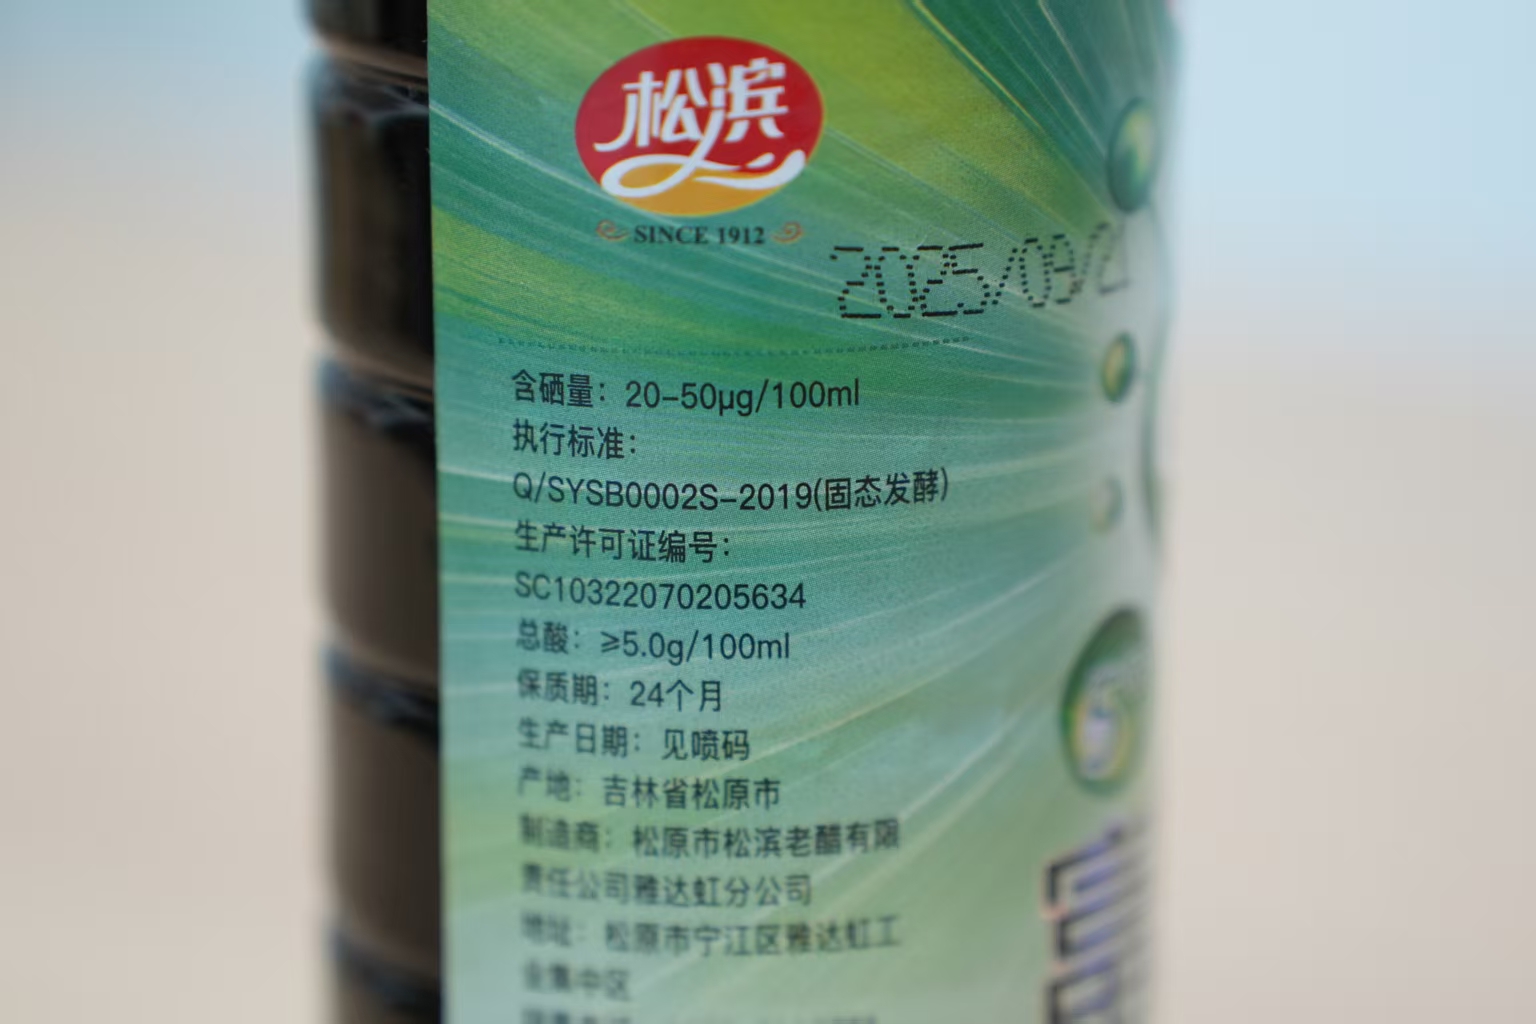 松滨
SINCE 1912
2025/09/2
含硒量：20-50μg/100ml
执行标准：
Q/SYSB0002S-2019(固态发酵)
生产许可证编号：
SC10322070205634
总酸：≥5.0g/100ml
保质期：24个月
生产日期：见喷码
产地：吉林省松原市
制造商：松原市松滨老醋有限
责任公司雅达虹分公司
地址：松原市宁江区雅达虹工
业集中区